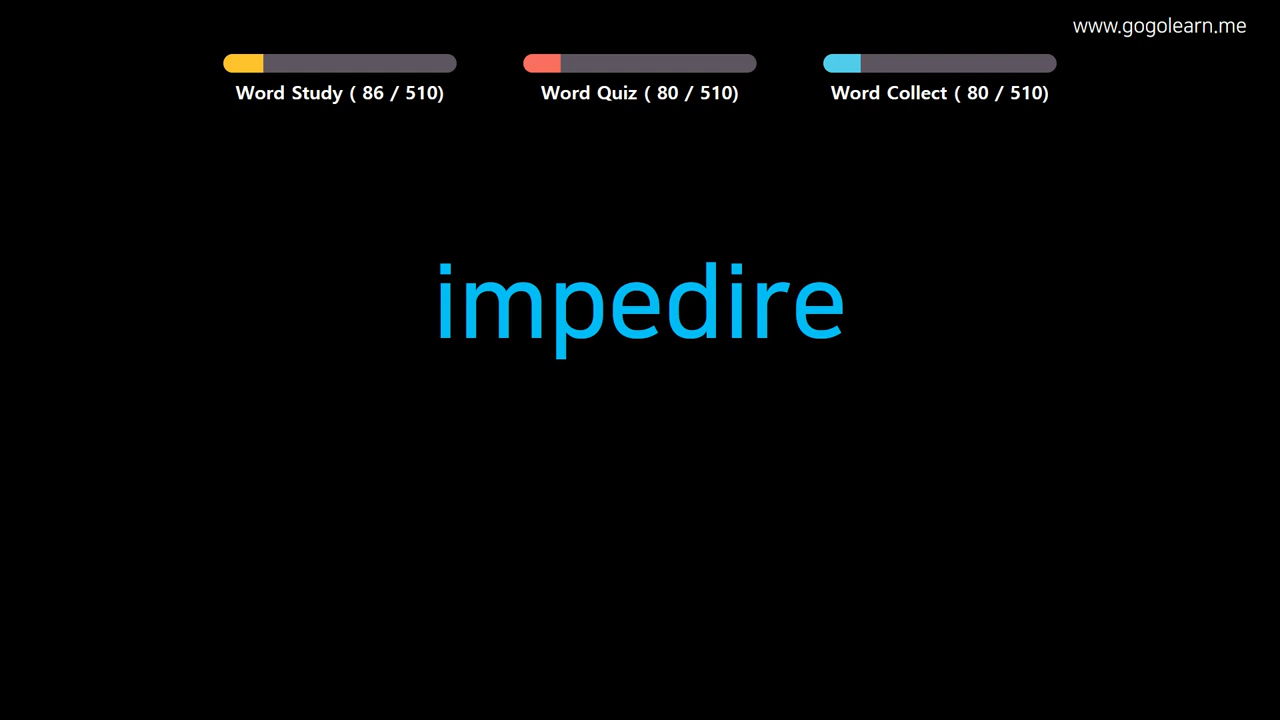 www.gogolearn.me
Word Study ( 86 / 510)
Word Quiz ( 80 / 510)
Word Collect ( 80 / 510)
impedire